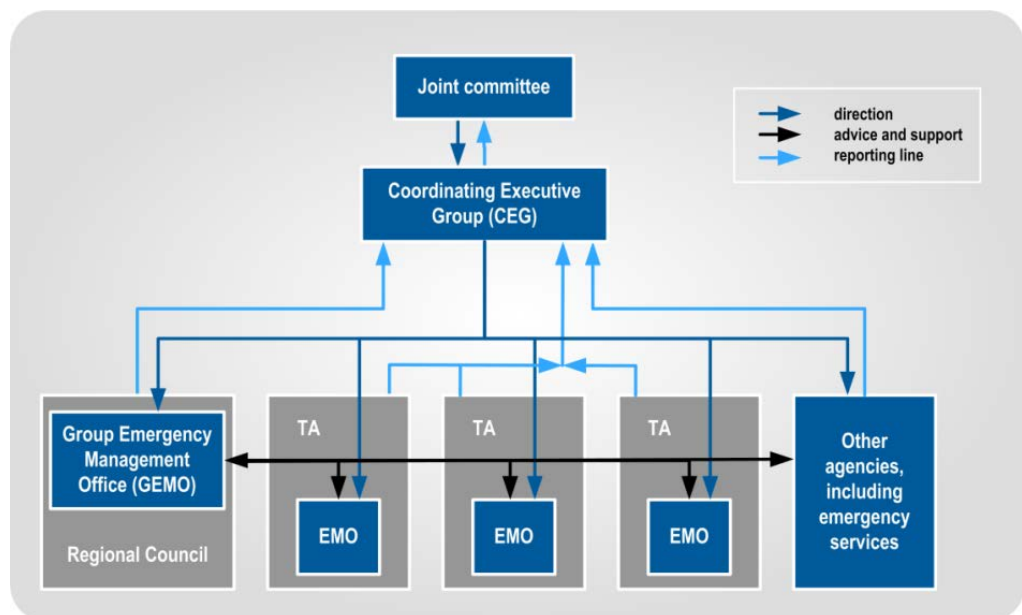 Joint committee
direction
advice and support
reporting line
Coordinating Executive
Group (CEG)
Group Emergency
Management
Office (GEMO)
Regional Council
TA
EMO
TA
EMO
TA
EMO
Other
agencies,
including
emergency
services